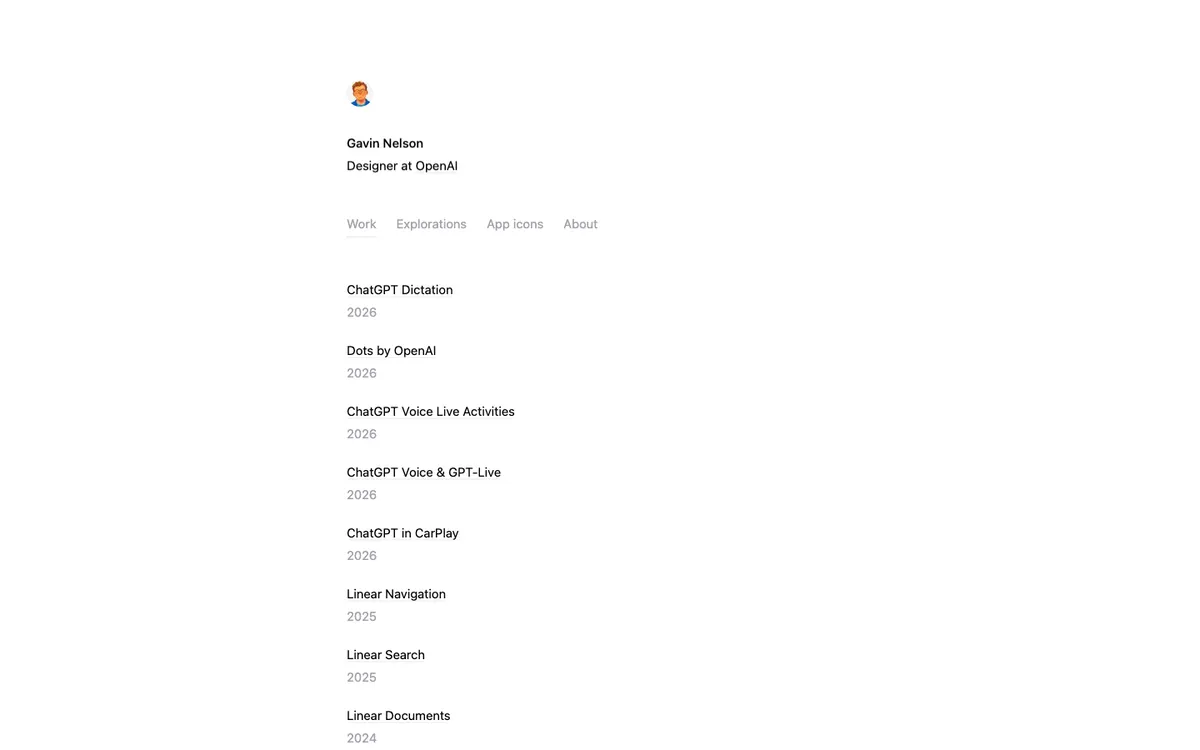 Gavin Nelson
Designer at OpenAI
Work Explorations App icons About
ChatGPT Dictation
2026
Dots by OpenAI
2026
ChatGPT Voice Live Activities
2026
ChatGPT Voice & GPT-Live
2026
ChatGPT in CarPlay
2026
Linear Navigation
2025
Linear Search
2025
Linear Documents
2024